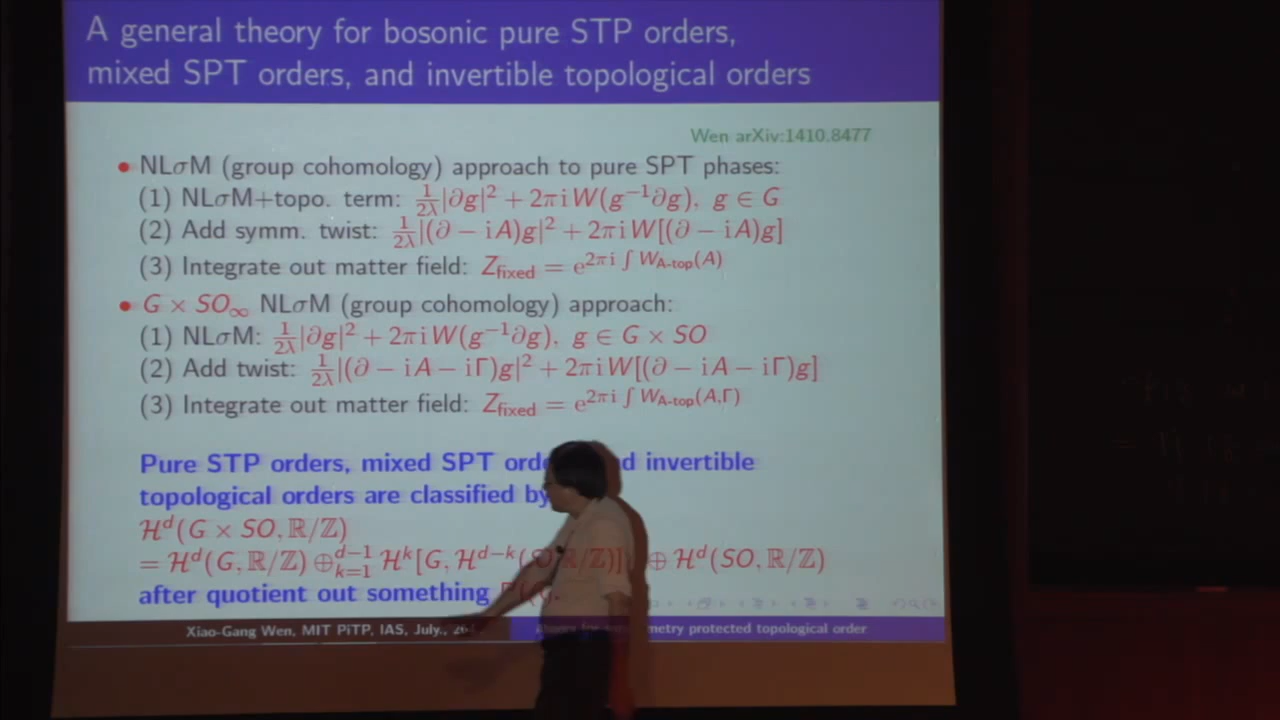 A general theory for bosonic pure STP orders,
mixed SPT orders, and invertible topological orders
Wen arXiv:1410.8477
• NLσM (group cohomology) approach to pure SPT phases:
(1) NLσM+topo. term: 1/2λ |∂g|² + 2πi W(g⁻¹∂g), g ∈ G
(2) Add symm. twist: 1/2λ |(∂ − iA)g|² + 2πi W[(∂ − iA)g]
(3) Integrate out matter field: Z_fixed = e^{2πi ∫ W_A-top(A)}
• G × SO∞ NLσM (group cohomology) approach:
(1) NLσM: 1/2λ |∂g|² + 2πi W(g⁻¹∂g), g ∈ G × SO
(2) Add twist: 1/2λ |(∂ − iA − iΓ)g|² + 2πi W[(∂ − iA − iΓ)g]
(3) Integrate out matter field: Z_fixed = e^{2πi ∫ W_A-top(A,Γ)}
Pure STP orders, mixed SPT invertible
topological orders are classified by
ℋ^d(G × SO, ℝ/ℤ)
= ℋ^d(G, ℝ/ℤ) ⊕_{k=1}^{d−1} ℋ^k[G, ℋ^{d−k}(SO, ℝ/ℤ)] ⊕ ℋ^d(SO, ℝ/ℤ)
after quotient out something
Xiao-Gang Wen, MIT PiTP, IAS, July., topological order protected